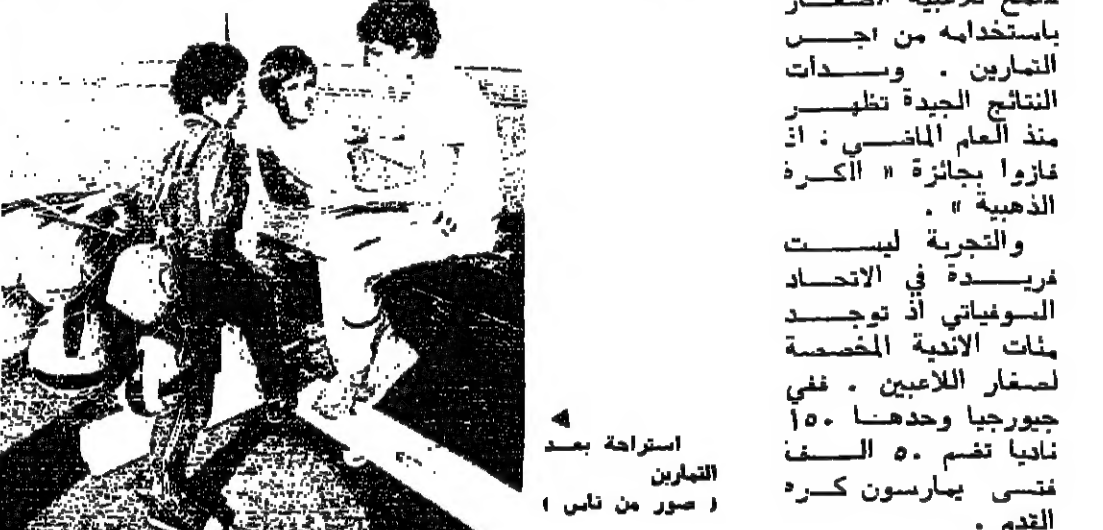 للاعبيه الصغار
باستخدامه من اجل
التمارين . وبدأت
النتائج الجيدة تظهر
منذ العام الماضي ، اذ
فازوا بجائزة « الكرة
الذهبية » .
والتجربة ليست
فريدة في الاتحاد
السوفياتي اذ توجد
مئات الاندية المخصصة
لصغار اللاعبين . ففي
جيورجيا وحدها ١٥٠
ناديا تضم ٥٠ الف
فتى يمارسون كرة
القدم .
استراحة بعد
التمارين
( صور من تاس )